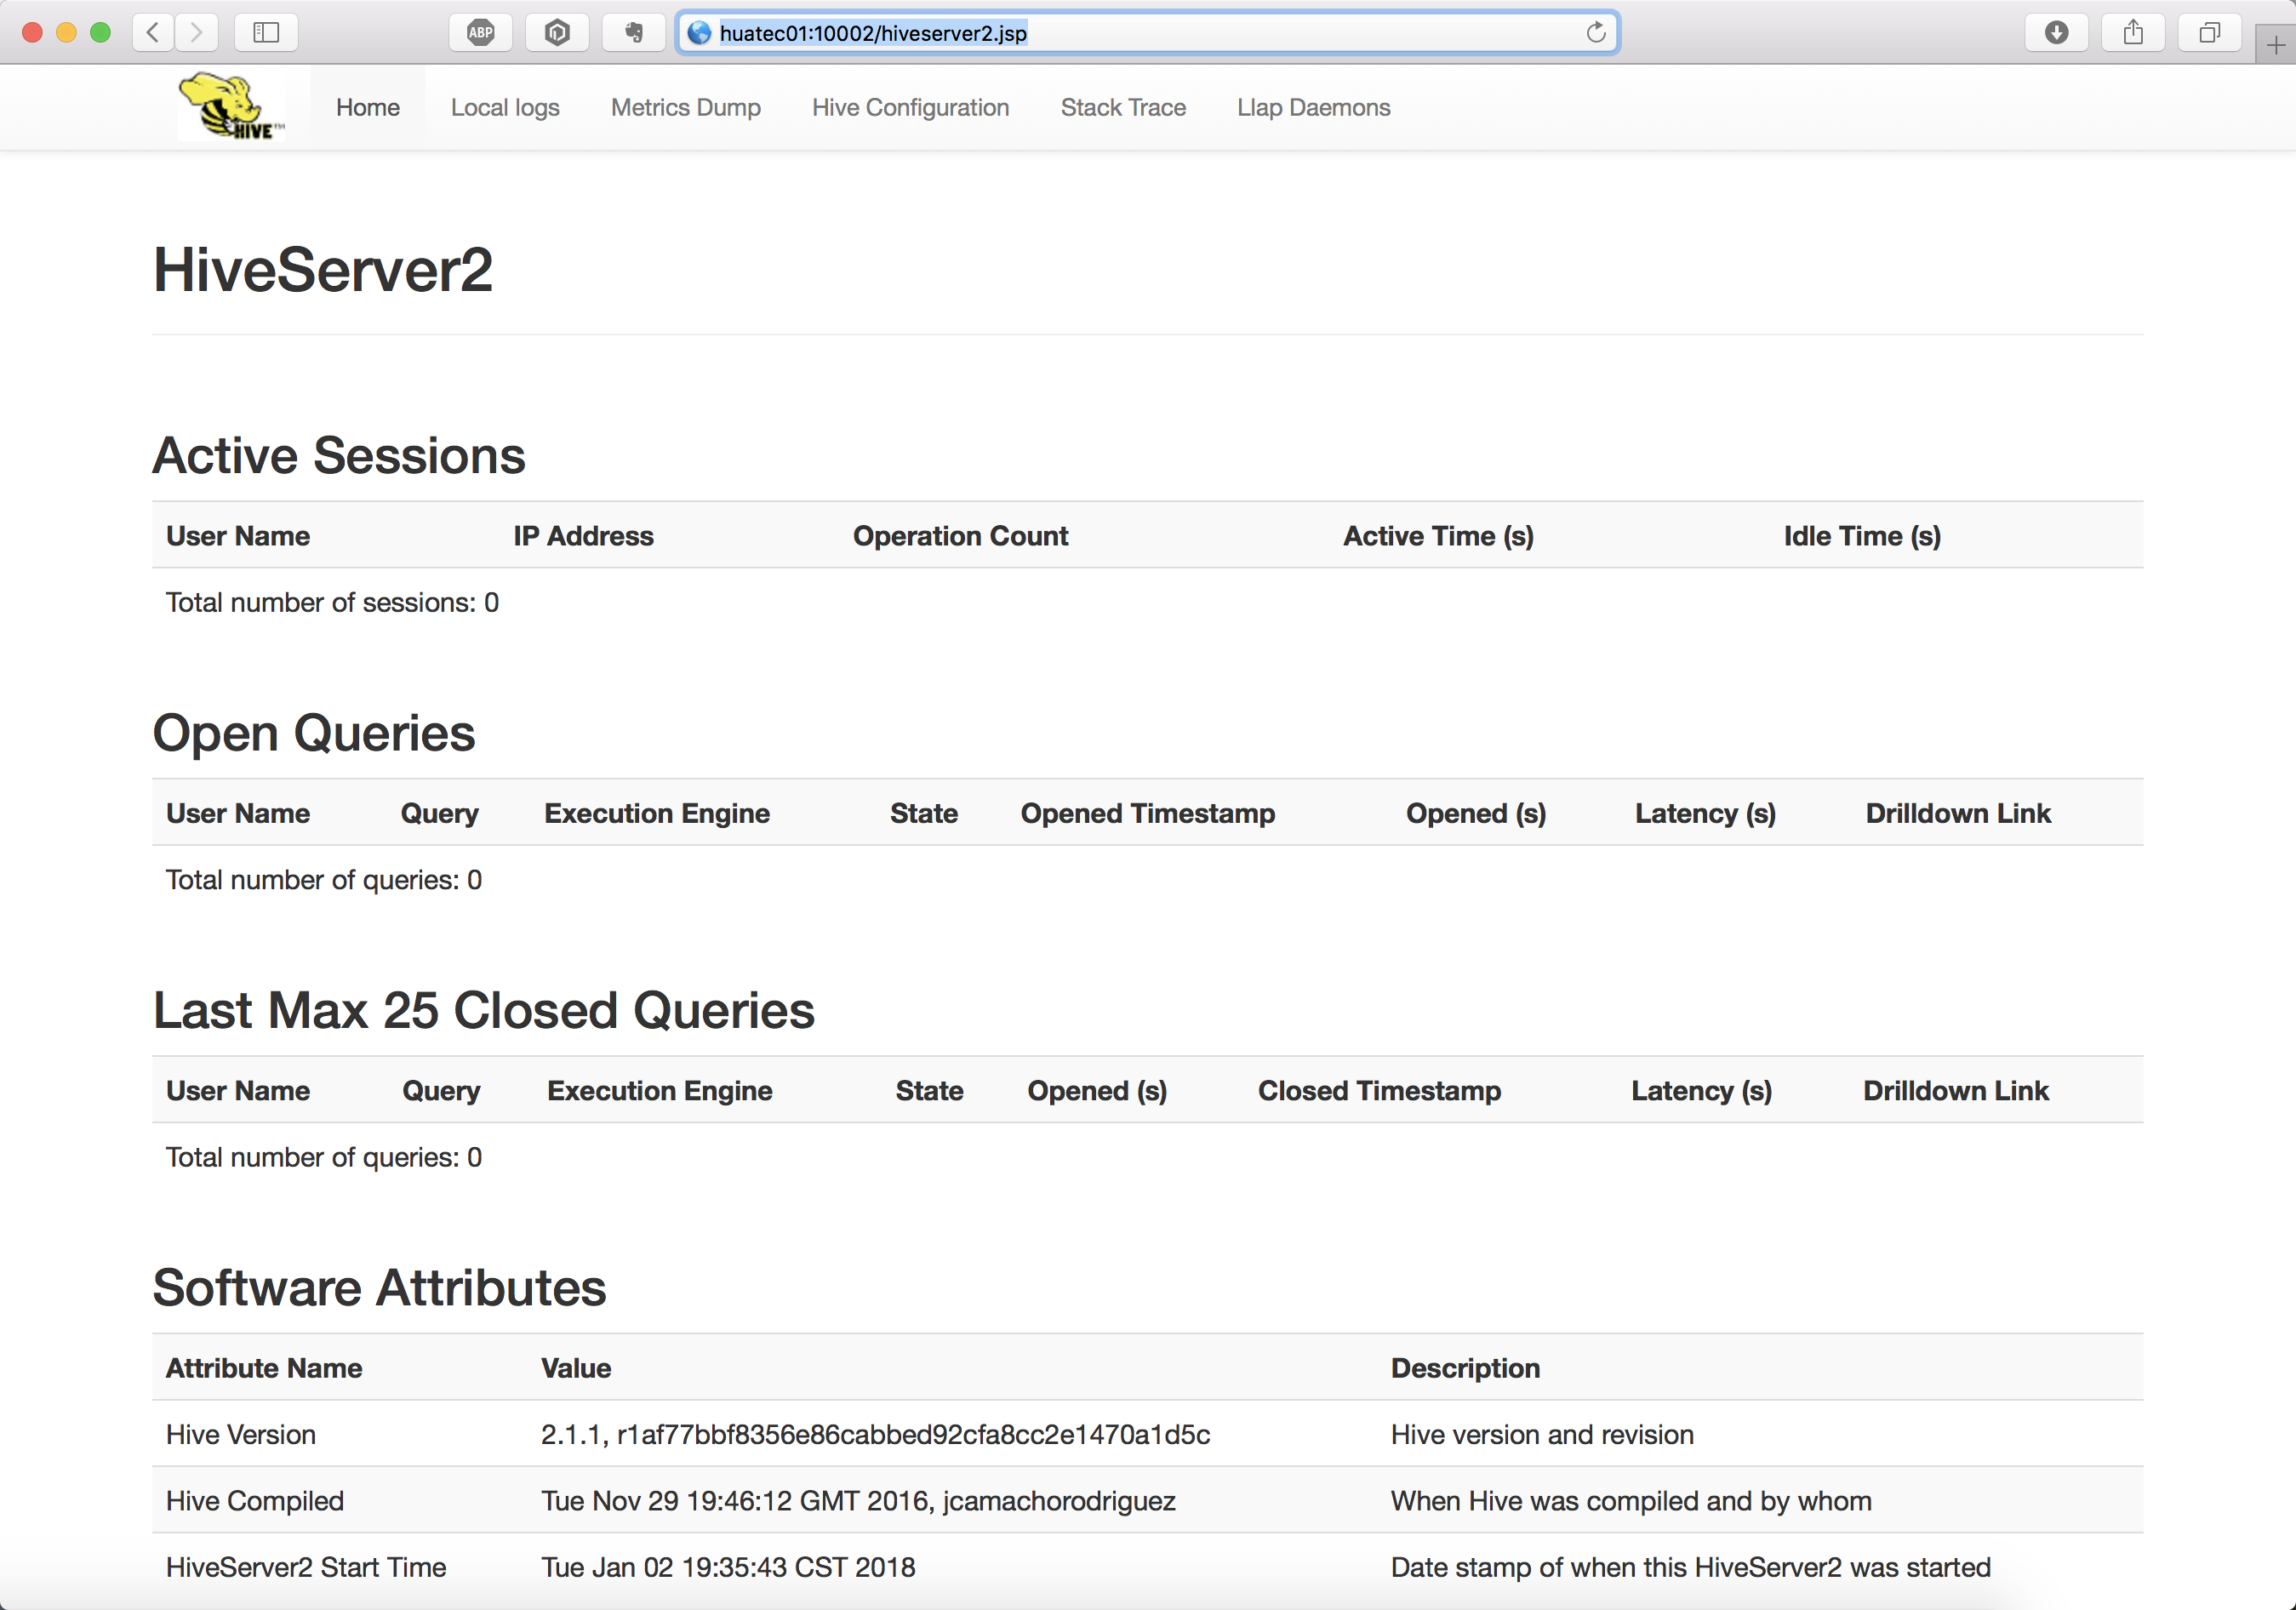 ABP
huatec01:10002/hiveserver2.jsp
HIVE™ Home Local logs Metrics Dump Hive Configuration Stack Trace Llap Daemons
HiveServer2
Active Sessions
User Name IP Address Operation Count Active Time (s) Idle Time (s)
Total number of sessions: 0
Open Queries
User Name Query Execution Engine State Opened Timestamp Opened (s) Latency (s) Drilldown Link
Total number of queries: 0
Last Max 25 Closed Queries
User Name Query Execution Engine State Opened (s) Closed Timestamp Latency (s) Drilldown Link
Total number of queries: 0
Software Attributes
Attribute Name Value Description
Hive Version 2.1.1, r1af77bbf8356e86cabbed92cfa8cc2e1470a1d5c Hive version and revision
Hive Compiled Tue Nov 29 19:46:12 GMT 2016, jcamachorodriguez When Hive was compiled and by whom
HiveServer2 Start Time Tue Jan 02 19:35:43 CST 2018 Date stamp of when this HiveServer2 was started